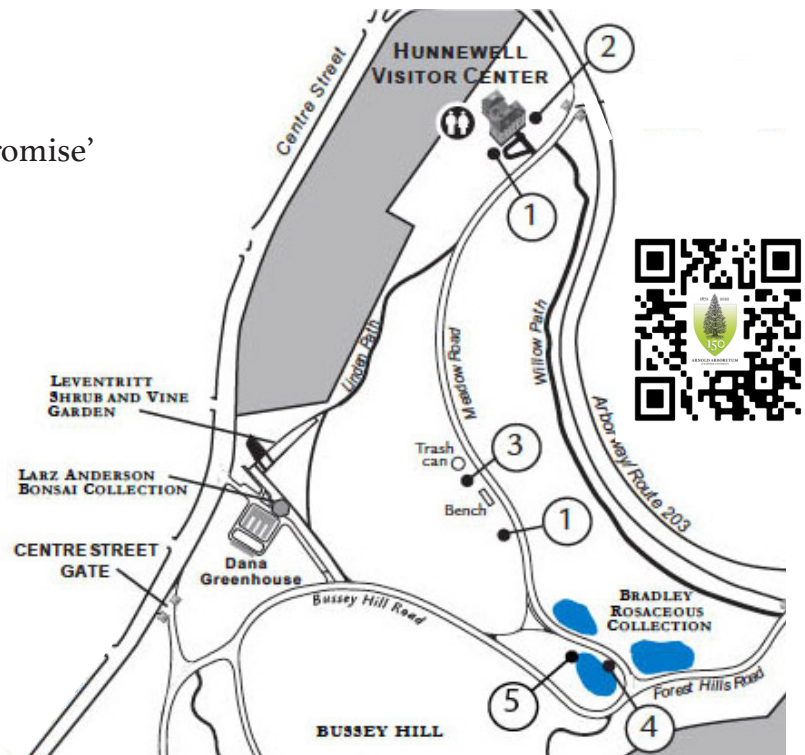 romise’
Centre Street
HUNNEWELL
VISITOR CENTER
2
1
Linden Path
Meadow Road
Willow Path
150
ARNOLD ARBORETUM
LEVENTRITT
SHRUB AND VINE
GARDEN
Trash
can
3
Arborway/Route 203
LARZ ANDERSON
BONSAI COLLECTION
Bench
1
CENTRE STREET
GATE
Dana
Greenhouse
Bussey Hill Road
BRADLEY
ROSACEOUS
COLLECTION
5
Forest Hills Road
4
BUSSEY HILL